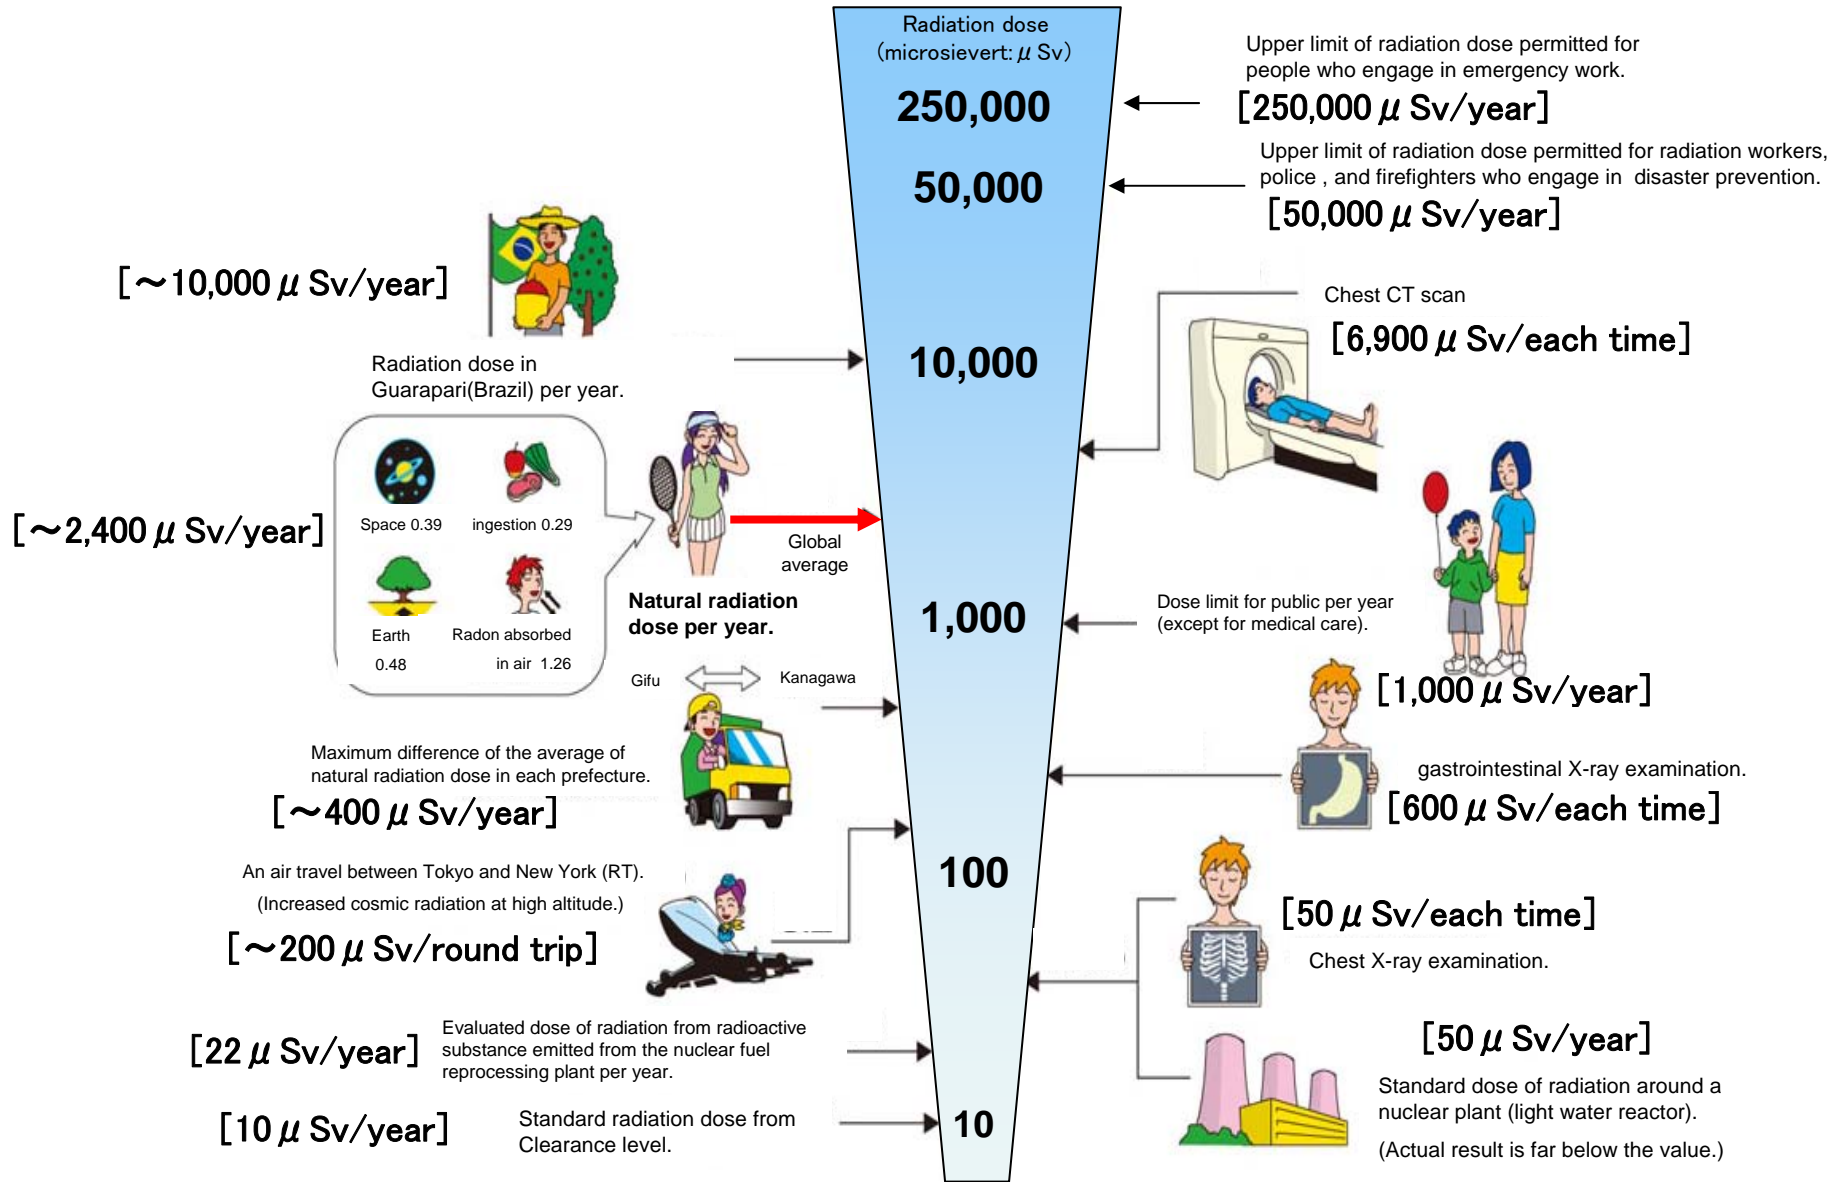 Radiation dose
(microsievert: μ Sv)
250,000
50,000
10,000
1,000
100
10
[~10,000 μ Sv/year]
Radiation dose in
Guarapari(Brazil) per year.
[~2,400 μ Sv/year]
Space 0.39
ingestion 0.29
Earth
0.48
Radon absorbed
in air 1.26
Global
average
Natural radiation
dose per year.
Gifu
Kanagawa
Maximum difference of the average of
natural radiation dose in each prefecture.
[~400 μ Sv/year]
An air travel between Tokyo and New York (RT).
(Increased cosmic radiation at high altitude.)
[~200 μ Sv/round trip]
[22 μ Sv/year]
Evaluated dose of radiation from radioactive
substance emitted from the nuclear fuel
reprocessing plant per year.
[10 μ Sv/year]
Standard radiation dose from
Clearance level.
Upper limit of radiation dose permitted for
people who engage in emergency work.
[250,000 μ Sv/year]
Upper limit of radiation dose permitted for radiation workers,
police , and firefighters who engage in disaster prevention.
[50,000 μ Sv/year]
Chest CT scan
[6,900 μ Sv/each time]
Dose limit for public per year
(except for medical care).
[1,000 μ Sv/year]
gastrointestinal X-ray examination.
[600 μ Sv/each time]
[50 μ Sv/each time]
Chest X-ray examination.
[50 μ Sv/year]
Standard dose of radiation around a
nuclear plant (light water reactor).
(Actual result is far below the value.)